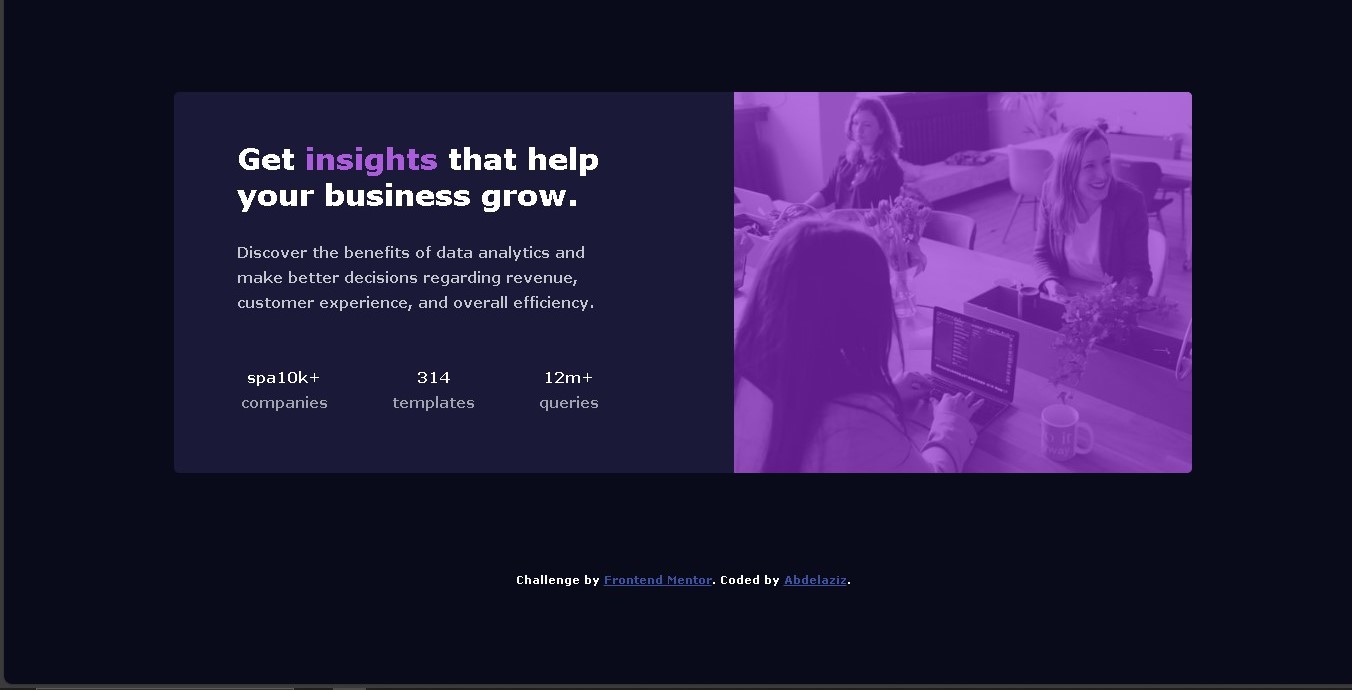 Get insights that help
your business grow.
Discover the benefits of data analytics and
make better decisions regarding revenue,
customer experience, and overall efficiency.
spa10k+ 314 12m+
companies templates queries
Challenge by Frontend Mentor. Coded by Abdelaziz.